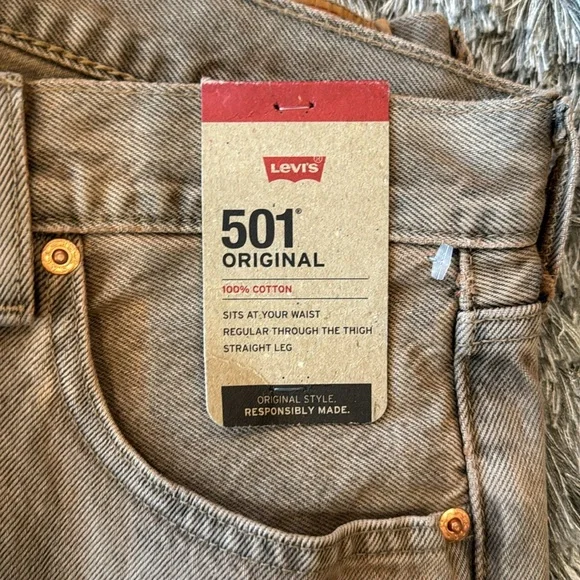 Levi's®
501®
ORIGINAL
100% COTTON
SITS AT YOUR WAIST
REGULAR THROUGH THE THIGH
STRAIGHT LEG
ORIGINAL STYLE.
RESPONSIBLY MADE.